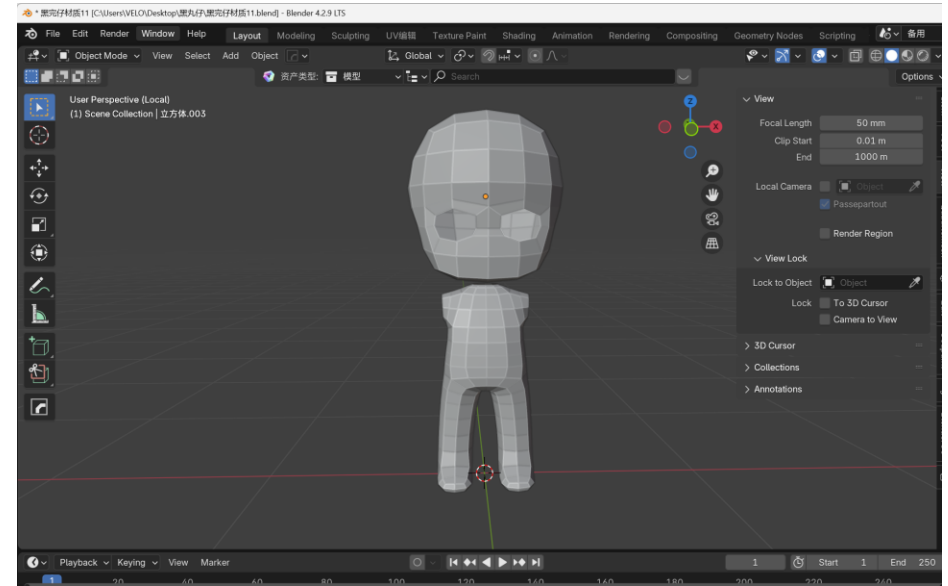 * 黑完仔材质11 [C:\Users\VELO\Desktop\黑丸仔\黑完仔材质11.blend] - Blender 4.2.9 LTS
File Edit Render Window Help Layout Modeling Sculpting UV编辑 Texture Paint Shading Animation Rendering Compositing Geometry Nodes Scripting 备用
Object Mode View Select Add Object Global
资产类型: 模型 Search Options
User Perspective (Local)
(1) Scene Collection | 立方体.003
Z
X
View
Focal Length 50 mm
Clip Start 0.01 m
End 1000 m
Local Camera Object
Passepartout
Render Region
View Lock
Lock to Object Object
Lock To 3D Cursor
Camera to View
3D Cursor
Collections
Annotations
Playback Keying View Marker 1 Start 1 End 250
1 20 40 60 80 100 120 140 160 180 200 220 240